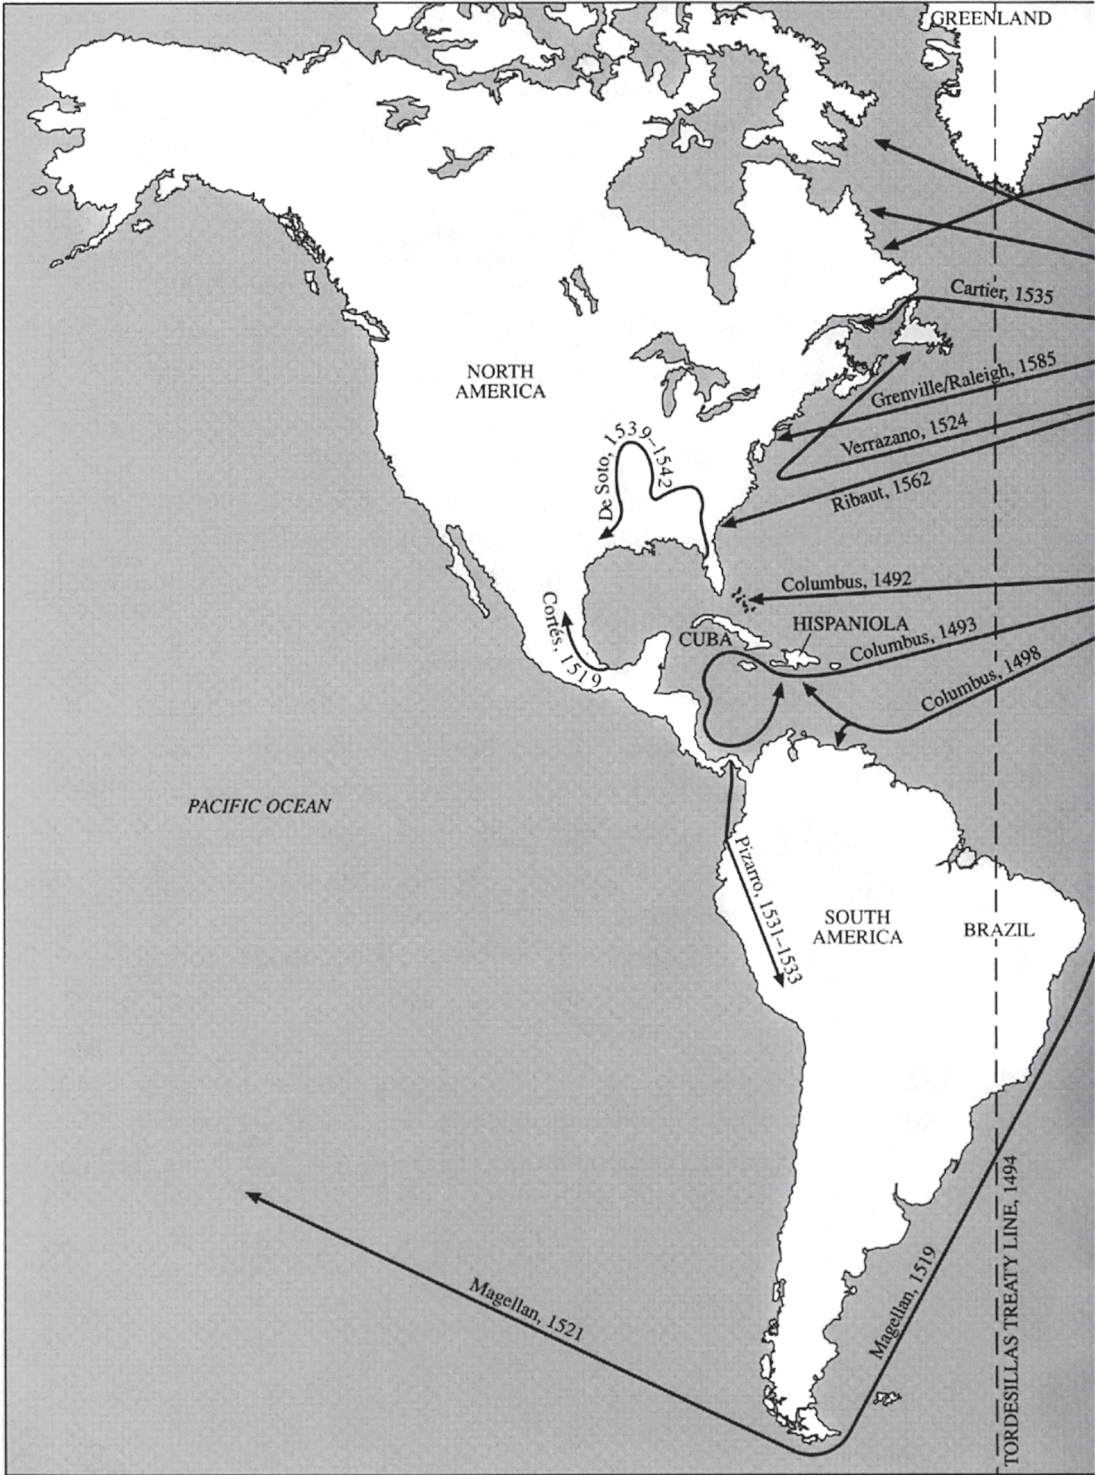 GREENLAND
Cartier, 1535
NORTH
AMERICA
Grenville/Raleigh, 1585
Verrazano, 1524
De Soto, 1539–1542
Ribaut, 1562
Columbus, 1492
Cortés, 1519
CUBA
HISPANIOLA
Columbus, 1493
Columbus, 1498
PACIFIC OCEAN
Pizarro, 1531–1533
SOUTH
AMERICA
BRAZIL
Magellan, 1521
Magellan, 1519
TORDESILLAS TREATY LINE, 1494